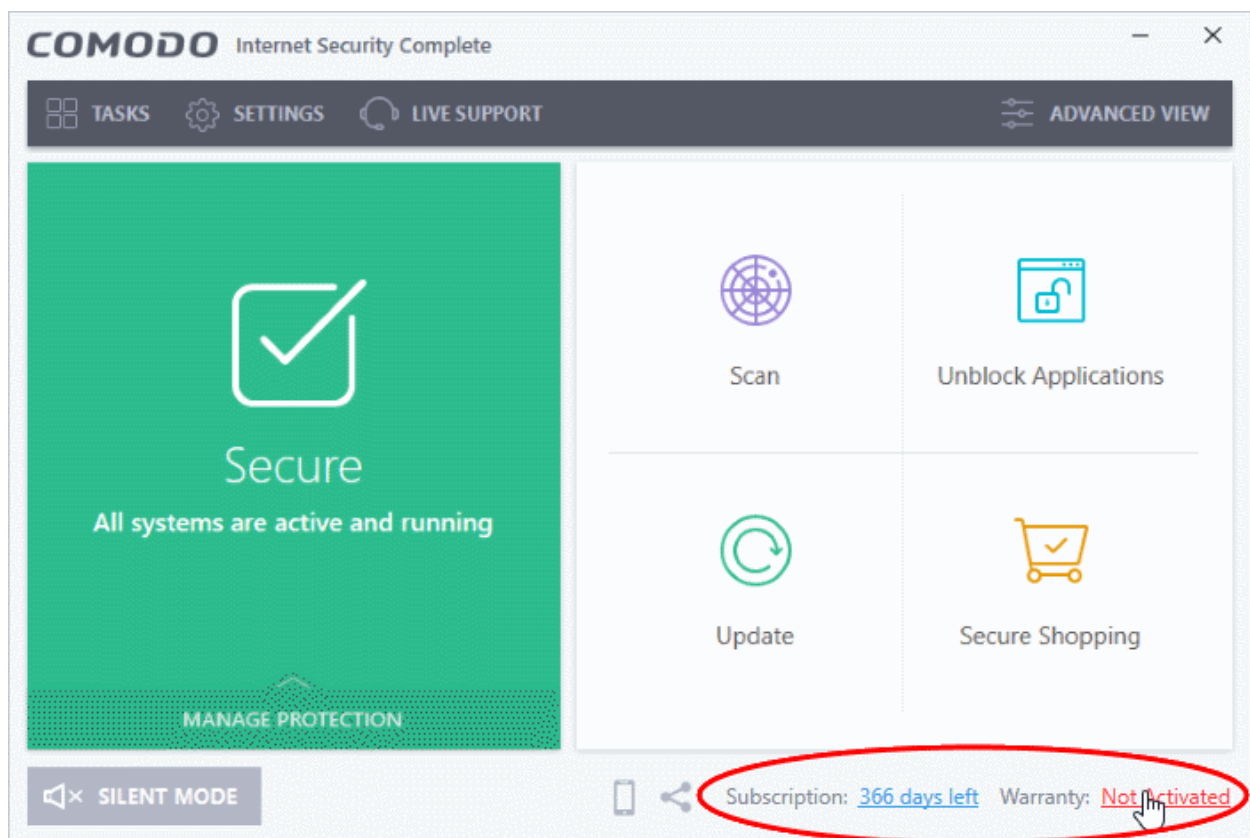 COMODO Internet Security Complete
TASKS SETTINGS LIVE SUPPORT ADVANCED VIEW
Secure
All systems are active and running
MANAGE PROTECTION
Scan
Unblock Applications
Update
Secure Shopping
SILENT MODE
Subscription: 366 days left Warranty: Not Activated